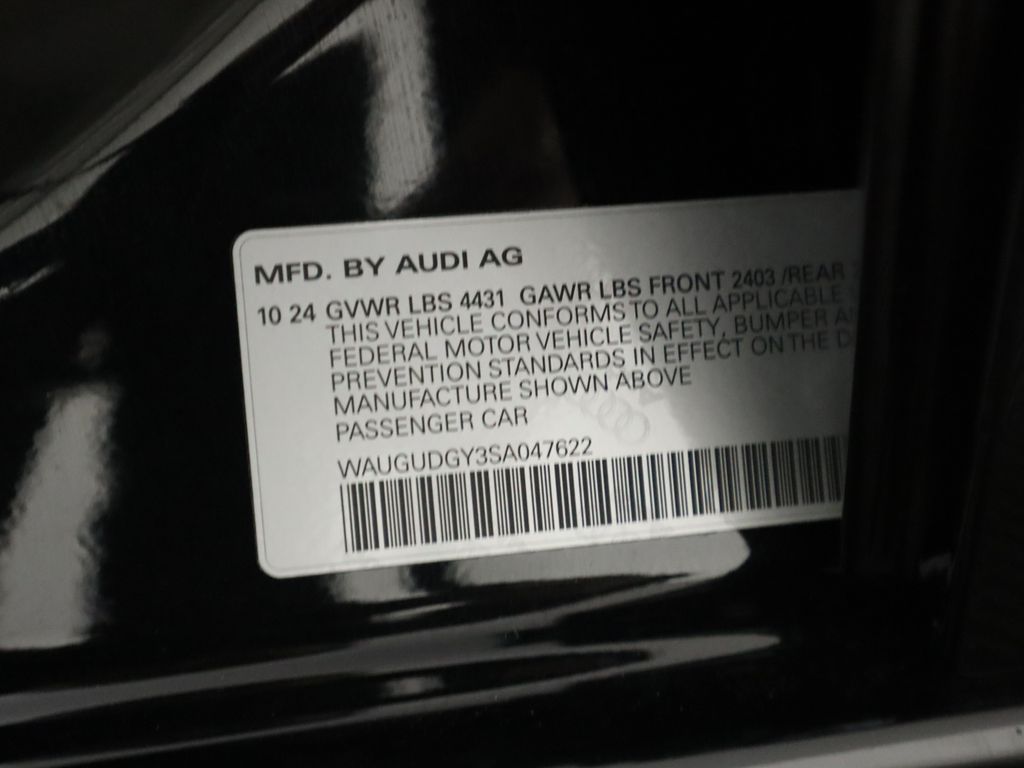 MFD. BY AUDI AG
10 24 GVWR LBS 4431 GAWR LBS FRONT 2403 /REAR
THIS VEHICLE CONFORMS TO ALL APPLICABLE
FEDERAL MOTOR VEHICLE SAFETY, BUMPER
PREVENTION STANDARDS IN EFFECT ON THE
MANUFACTURE SHOWN ABOVE
PASSENGER CAR
WAUGUDGY3SA047622